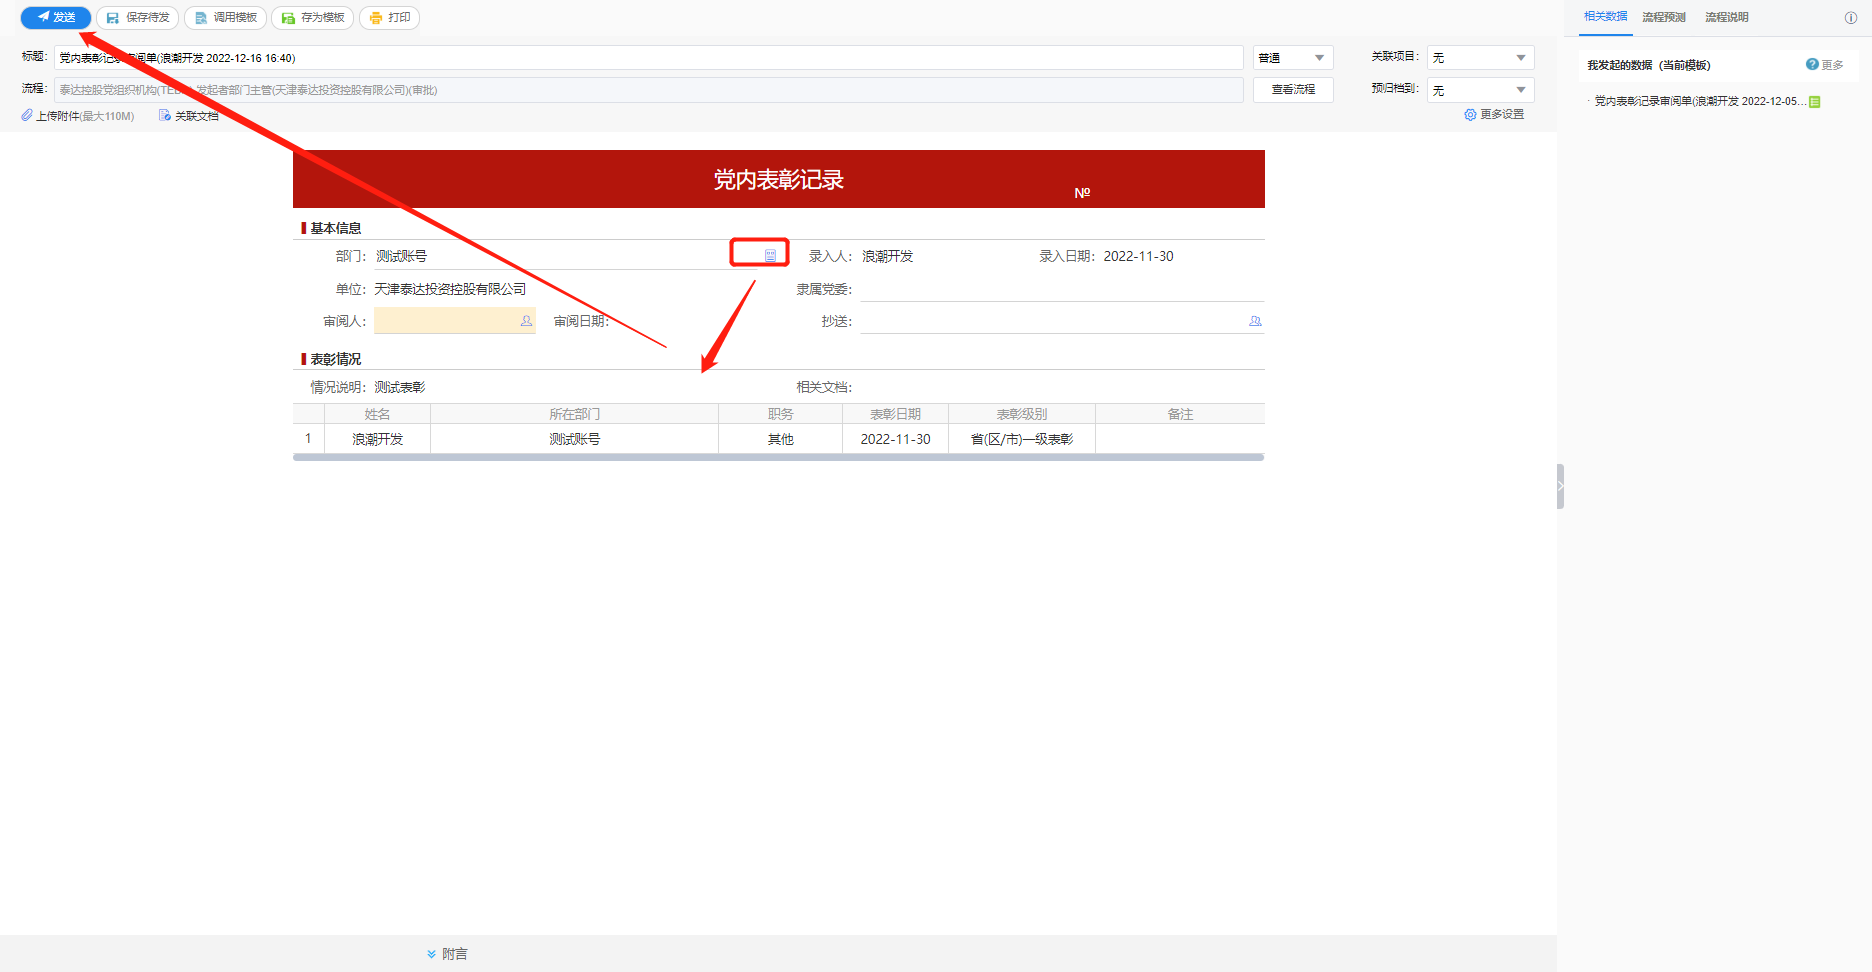 发送 保存待发 调用模板 存为模板 打印
相关数据 流程预测 流程说明
标题: 党内表彰记录审阅单(浪潮开发 2022-12-16 16:40) 普通 关联项目: 无
流程: 泰达控股党组织机构(TED 发起者部门主管(天津泰达投资控股有限公司)(审批) 查看流程 预归档到: 无
上传附件(最大110M) 关联文档 更多设置
我发起的数据 (当前模板) 更多
· 党内表彰记录审阅单(浪潮开发 2022-12-05...
党内表彰记录
№
基本信息
部门: 测试账号 录入人: 浪潮开发 录入日期: 2022-11-30
单位: 天津泰达投资控股有限公司 隶属党委:
审阅人: 审阅日期: 抄送:
表彰情况
情况说明: 测试表彰 相关文档:
姓名 所在部门 职务 表彰日期 表彰级别 备注
1 浪潮开发 测试账号 其他 2022-11-30 省(区/市)一级表彰
附言